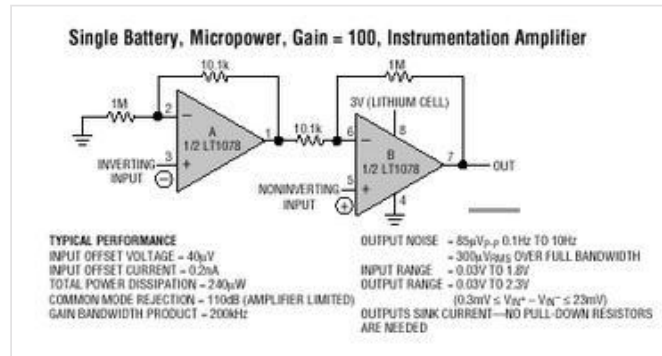 Single Battery, Micropower, Gain = 100, Instrumentation Amplifier
10.1k
1M
1M
3V (LITHIUM CELL)
2
−
A
1/2 LT1078
1
3
+
INVERTING
INPUT
−
10.1k
6
−
8
B
1/2 LT1078
7
OUT
5
+
4
NONINVERTING
INPUT
+
TYPICAL PERFORMANCE
INPUT OFFSET VOLTAGE = 40µV
INPUT OFFSET CURRENT = 0.2nA
TOTAL POWER DISSIPATION = 240µW
COMMON MODE REJECTION = 110dB (AMPLIFIER LIMITED)
GAIN BANDWIDTH PRODUCT = 200kHz
OUTPUT NOISE = 85µVP-P 0.1Hz TO 10Hz
= 300µVRMS OVER FULL BANDWIDTH
INPUT RANGE = 0.03V TO 1.8V
OUTPUT RANGE = 0.03V TO 2.3V
(0.3mV ≤ VIN+ − VIN− ≤ 23mV)
OUTPUTS SINK CURRENT—NO PULL-DOWN RESISTORS
ARE NEEDED